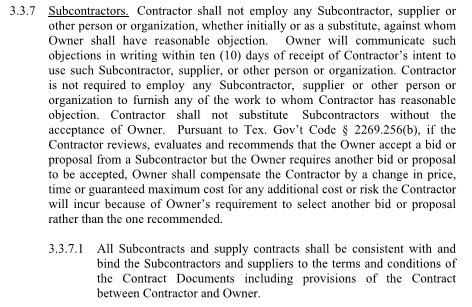 3.3.7 Subcontractors. Contractor shall not employ any Subcontractor, supplier or
other person or organization, whether initially or as a substitute, against whom
Owner shall have reasonable objection. Owner will communicate such
objections in writing within ten (10) days of receipt of Contractor's intent to
use such Subcontractor, supplier, or other person or organization. Contractor
is not required to employ any Subcontractor, supplier or other person or
organization to furnish any of the work to whom Contractor has reasonable
objection. Contractor shall not substitute Subcontractors without the
acceptance of Owner. Pursuant to Tex. Gov't Code § 2269.256(b), if the
Contractor reviews, evaluates and recommends that the Owner accept a bid or
proposal from a Subcontractor but the Owner requires another bid or proposal
to be accepted, Owner shall compensate the Contractor by a change in price,
time or guaranteed maximum cost for any additional cost or risk the Contractor
will incur because of Owner's requirement to select another bid or proposal
rather than the one recommended.
3.3.7.1 All Subcontracts and supply contracts shall be consistent with and
bind the Subcontractors and suppliers to the terms and conditions of
the Contract Documents including provisions of the Contract
between Contractor and Owner.